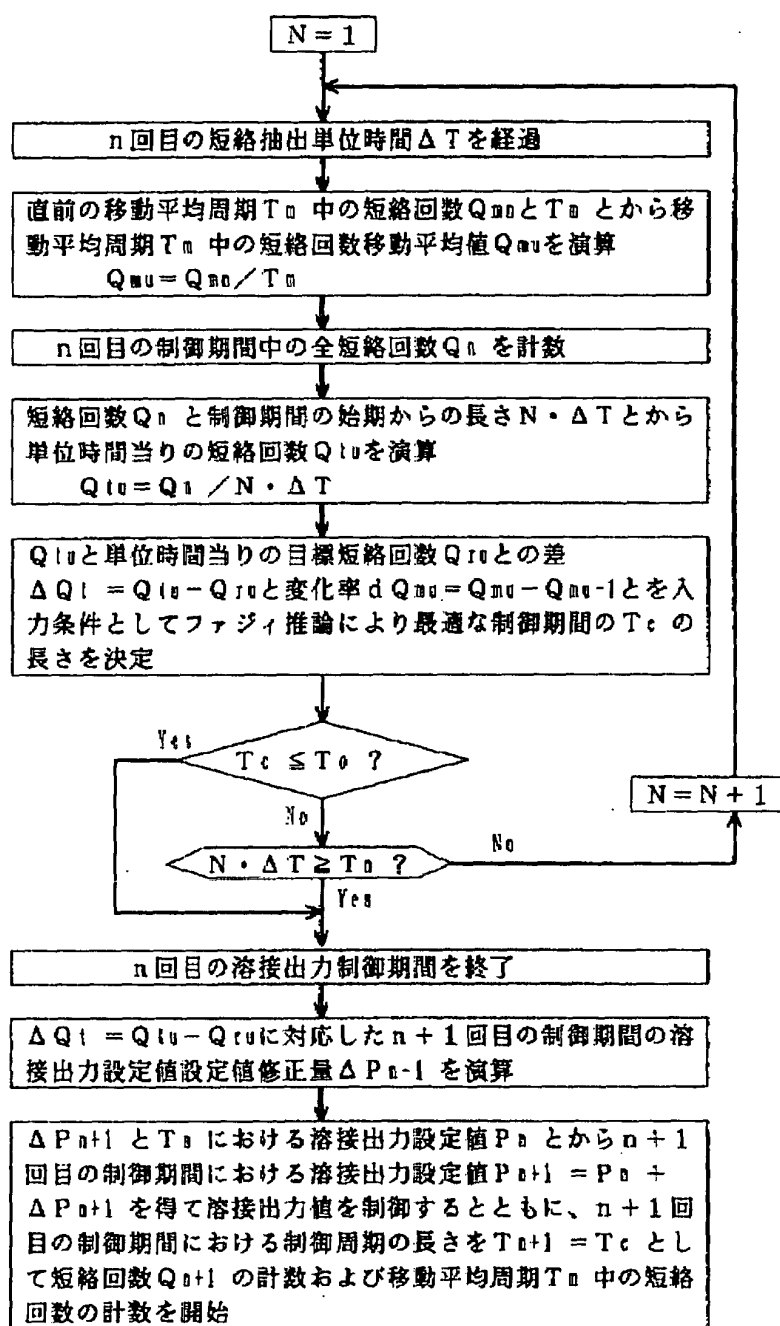 N＝1
n回目の短絡抽出単位時間ΔTを経過
直前の移動平均周期Tm 中の短絡回数QmnとTm とから移
動平均周期Tm 中の短絡回数移動平均値Qmuを演算
Qmu＝Qmn／Tm
n回目の制御期間中の全短絡回数Qn を計数
短絡回数Qn と制御期間の始期からの長さN・ΔTとから
単位時間当りの短絡回数Qtuを演算
Qtu＝Qn ／N・ΔT
Qtuと単位時間当りの目標短絡回数Qruとの差
ΔQt ＝Qtu−Qruと変化率dQmu＝Qmu−Qmu-1とを入
力条件としてファジィ推論により最適な制御期間のTc の
長さを決定
Yes
Tc ≦Tn ？
No
N＝N＋1
N・ΔT≧Tn ？
No
Yes
n回目の溶接出力制御期間を終了
ΔQt ＝Qtu−Qruに対応したn＋1回目の制御期間の溶
接出力設定値設定値修正量ΔPn-1 を演算
ΔPn+1 とTn における溶接出力設定値Pn とからn＋1
回目の制御期間における溶接出力設定値Pn+1 ＝Pn ＋
ΔPn+1 を得て溶接出力値を制御するとともに、n＋1回
目の制御期間における制御周期の長さをTn+1＝Tc とし
て短絡回数Qn+1 の計数および移動平均周期Tm 中の短絡
回数の計数を開始